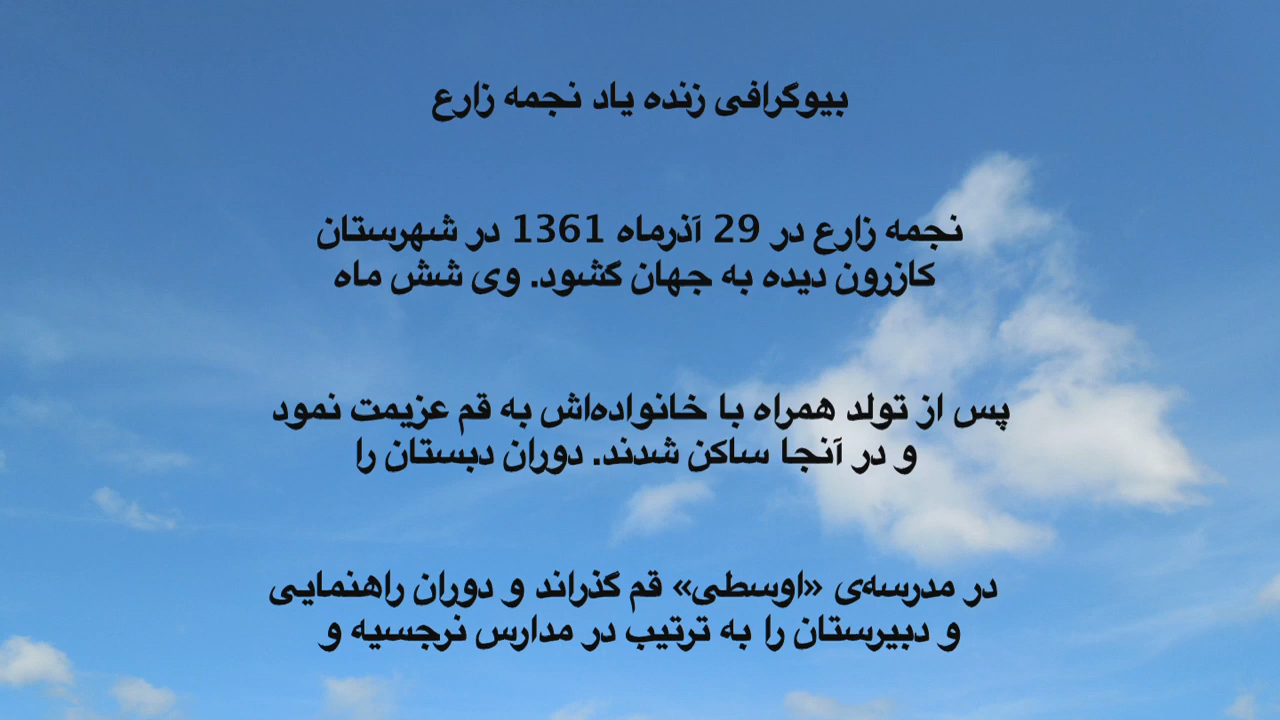 بیوگرافی زنده یاد نجمه زارع
نجمه زارع در 29 آذرماه 1361 در شهرستان
کازرون دیده به جهان گشود. وی شش ماه
پس از تولد همراه با خانواده‌اش به قم عزیمت نمود
و در آنجا ساکن شدند. دوران دبستان را
در مدرسه‌ی «اوسطی» قم گذراند و دوران راهنمایی
و دبیرستان را به ترتیب در مدارس نرجسیه و